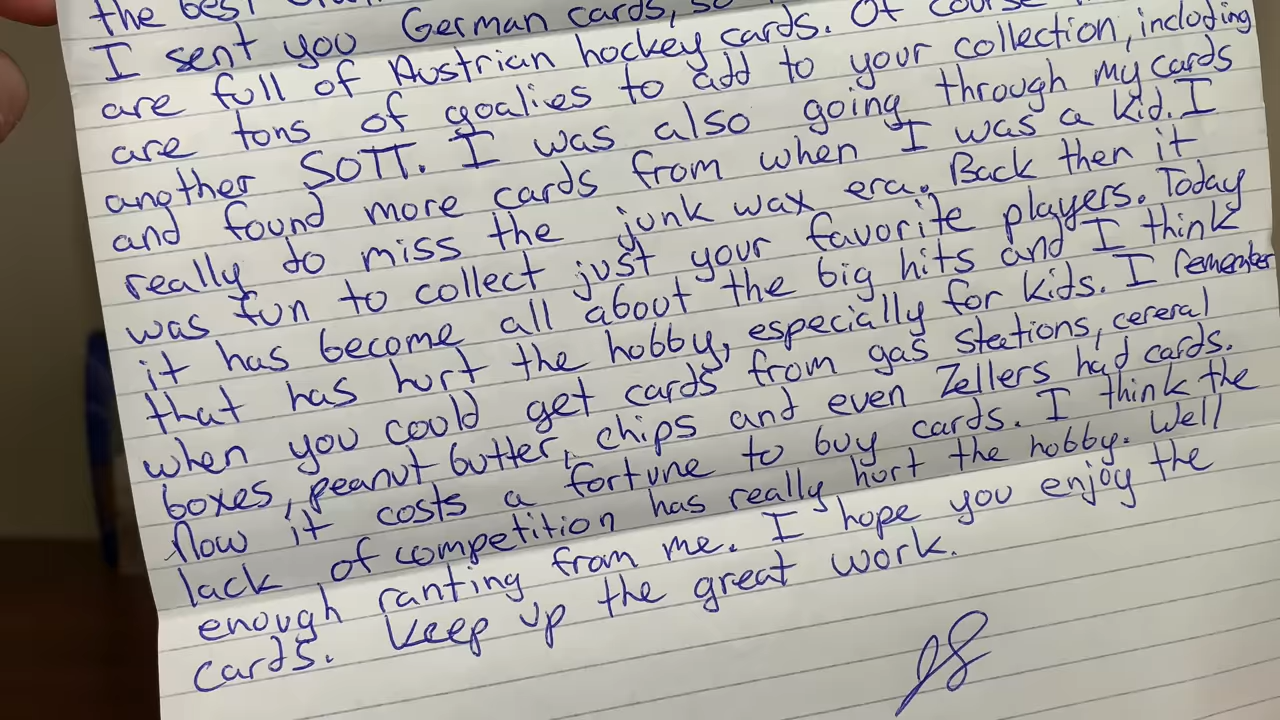 the best
I sent you German cards, so
are full of Austrian hockey cards. Of course
are tons of goalies to add to your collection, including
another SOTT. I was also going through my cards
and found more cards from when I was a kid. I
really do miss the junk wax era. Back then it
was fun to collect just your favorite players. Today
it has become all about the big hits and I think
that has hurt the hobby, especially for kids. I remember
when you could get cards from gas stations, cereral
boxes, peanut butter, chips and even Zellers had cards.
Now it costs a fortune to buy cards. I think the
lack of competition has really hurt the hobby. Well
enough ranting from me. I hope you enjoy the
cards. Keep up the great work.